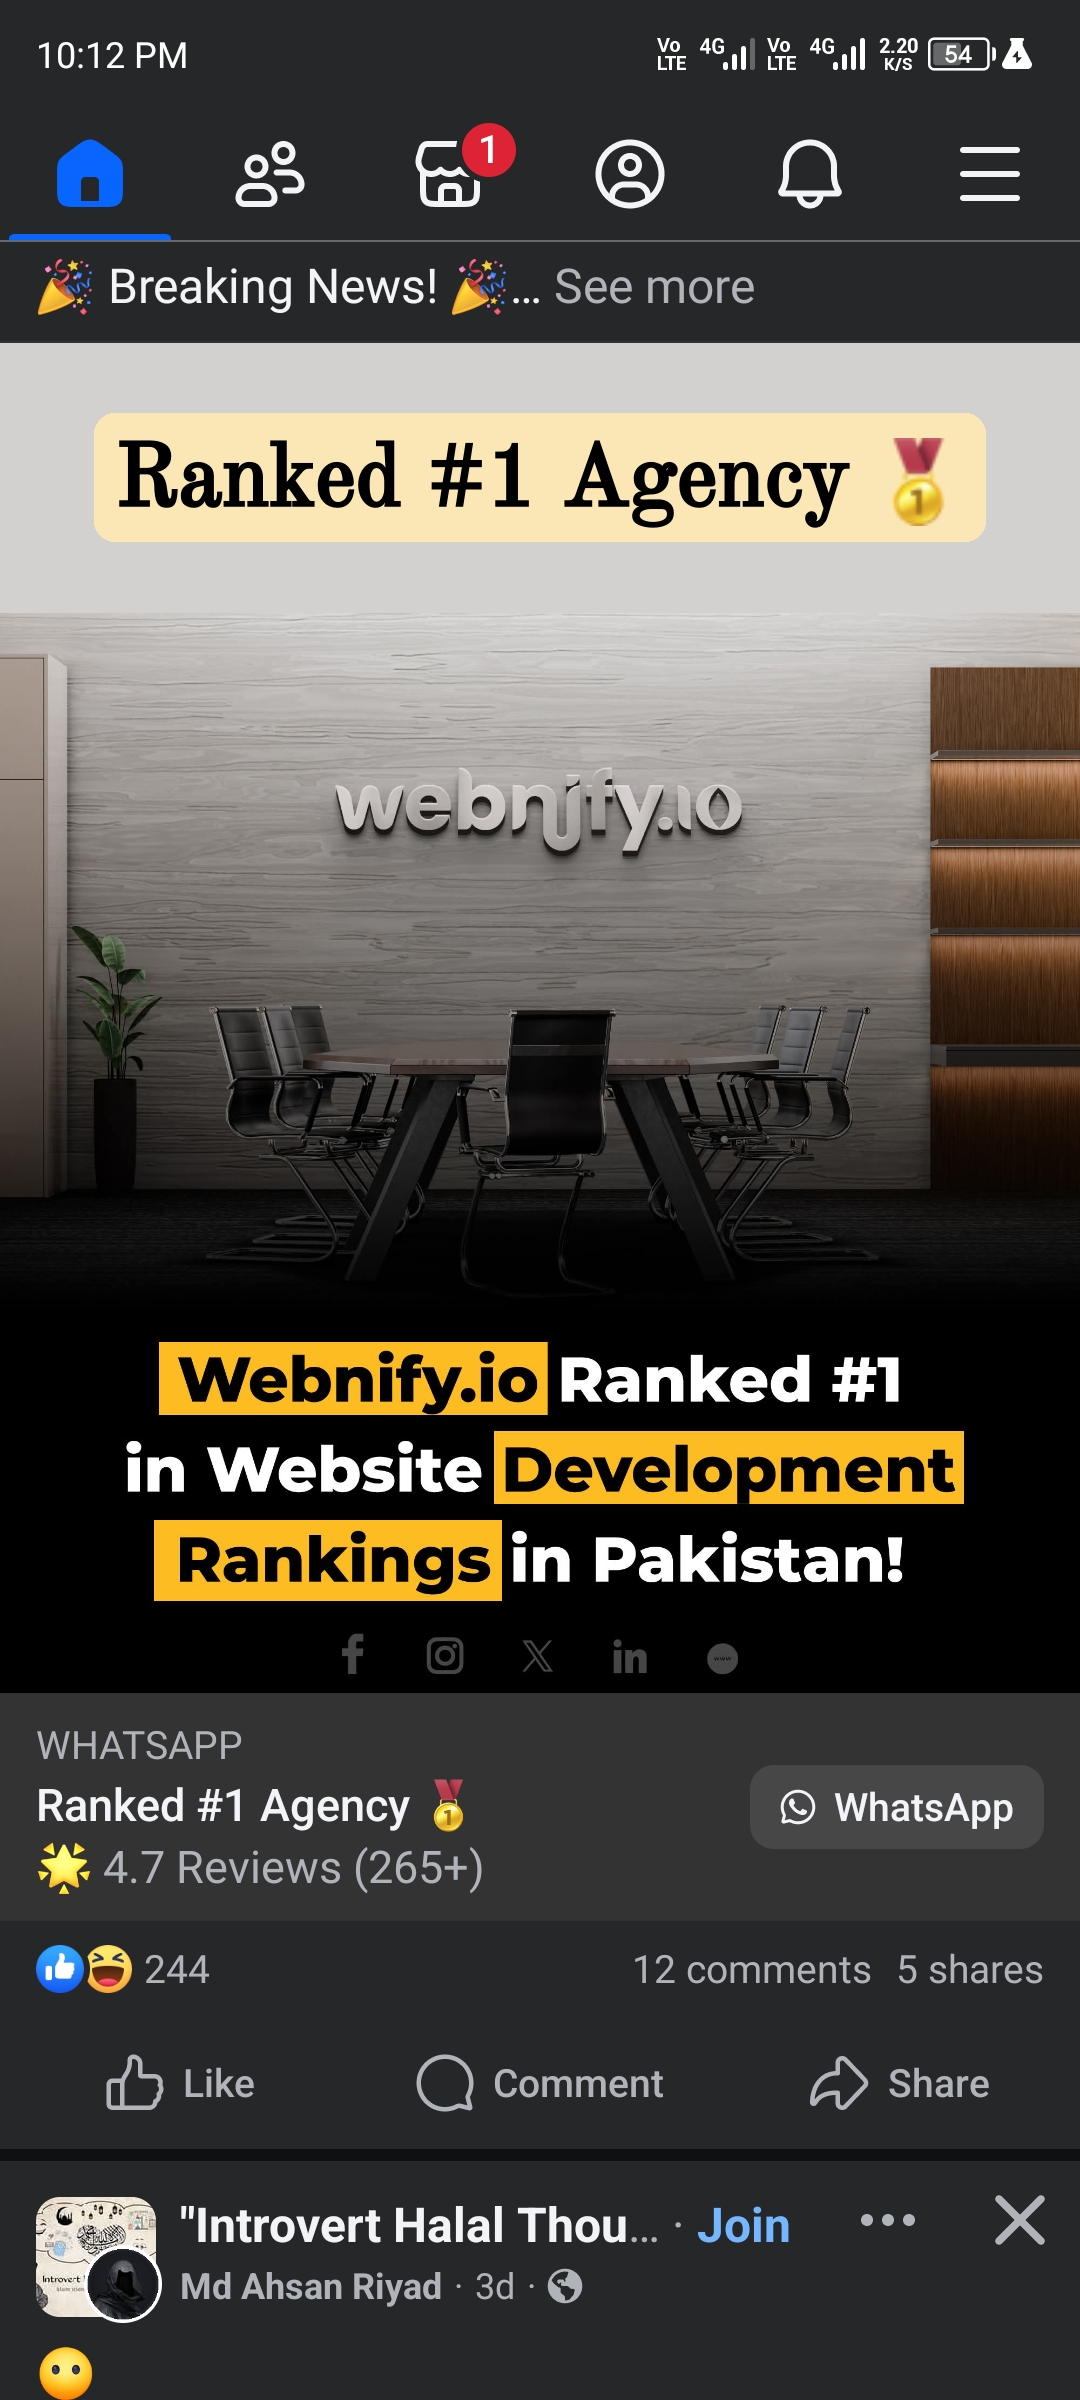 10:12 PM
Vo LTE 4G Vo LTE 4G 2.20 K/S 54
1
🎉 Breaking News! 🎉... See more
Ranked #1 Agency 🥇
webnify.io
Webnify.io Ranked #1
in Website Development
Rankings in Pakistan!
WHATSAPP
Ranked #1 Agency 🥇
🌟 4.7 Reviews (265+)
WhatsApp
244 12 comments 5 shares
Like Comment Share
"Introvert Halal Thou... · Join
Md Ahsan Riyad · 3d ·
😶